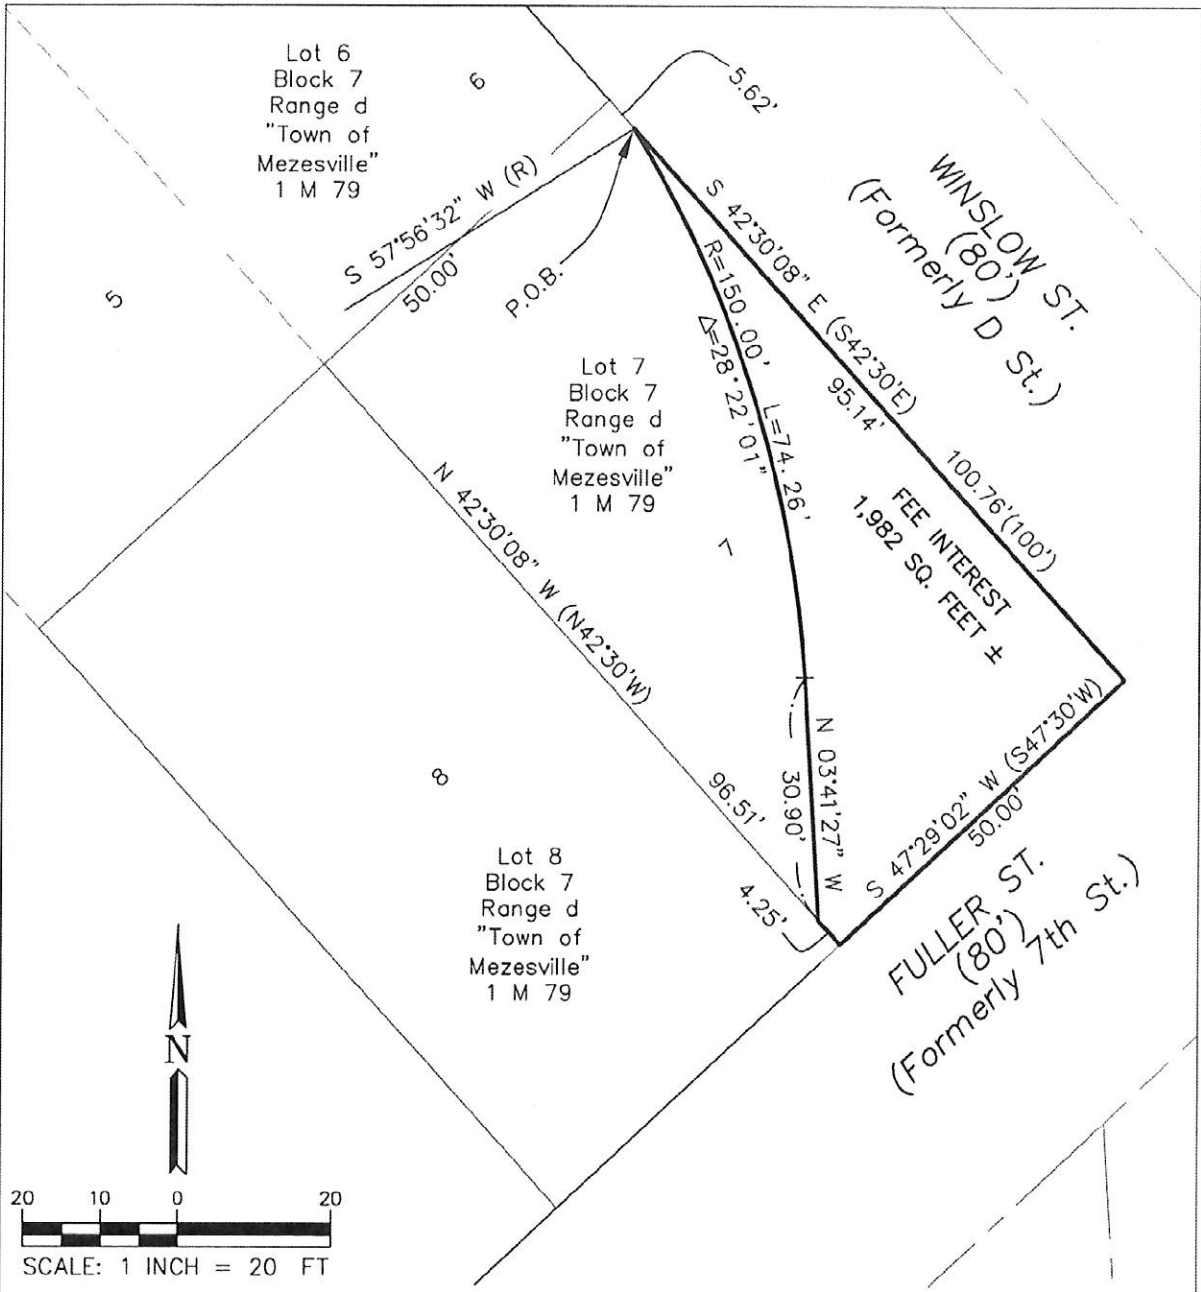 Lot 6
Block 7
Range d
"Town of
Mezesville"
1 M 79
6
5.62'
WINSLOW ST.
(80')
(Formerly D St.)
S 57°56'32" W (R)
50.00'
P.O.B.
5
S 42°30'08" E (S42°30'E)
95.14'
100.76'(100')
R=150.00'
L=74.26'
Δ=28°22'01"
Lot 7
Block 7
Range d
"Town of
Mezesville"
1 M 79
7
FEE INTEREST
1,982 SQ. FEET ±
N 42°30'08" W (N42°30'W)
96.51'
N 03°41'27" W
30.90'
4.25'
S 47°29'02" W (S47°30'W)
50.00'
FULLER ST.
(80')
(Formerly 7th St.)
8
Lot 8
Block 7
Range d
"Town of
Mezesville"
1 M 79
N
20 10 0 20
SCALE: 1 INCH = 20 FT